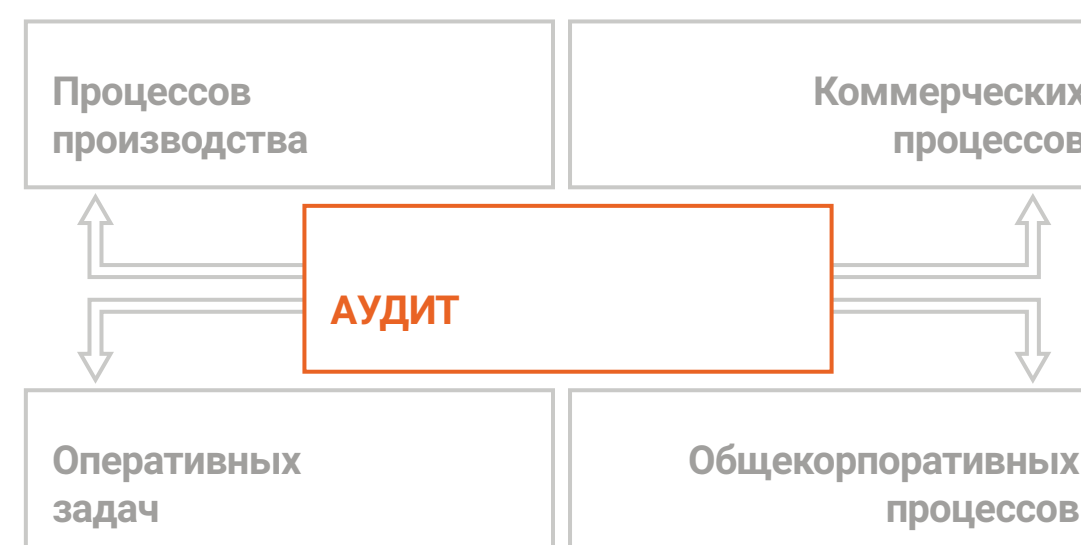 Процессов
производства
Коммерческих
процессов
АУДИТ
Оперативных
задач
Общекорпоративных
процессов